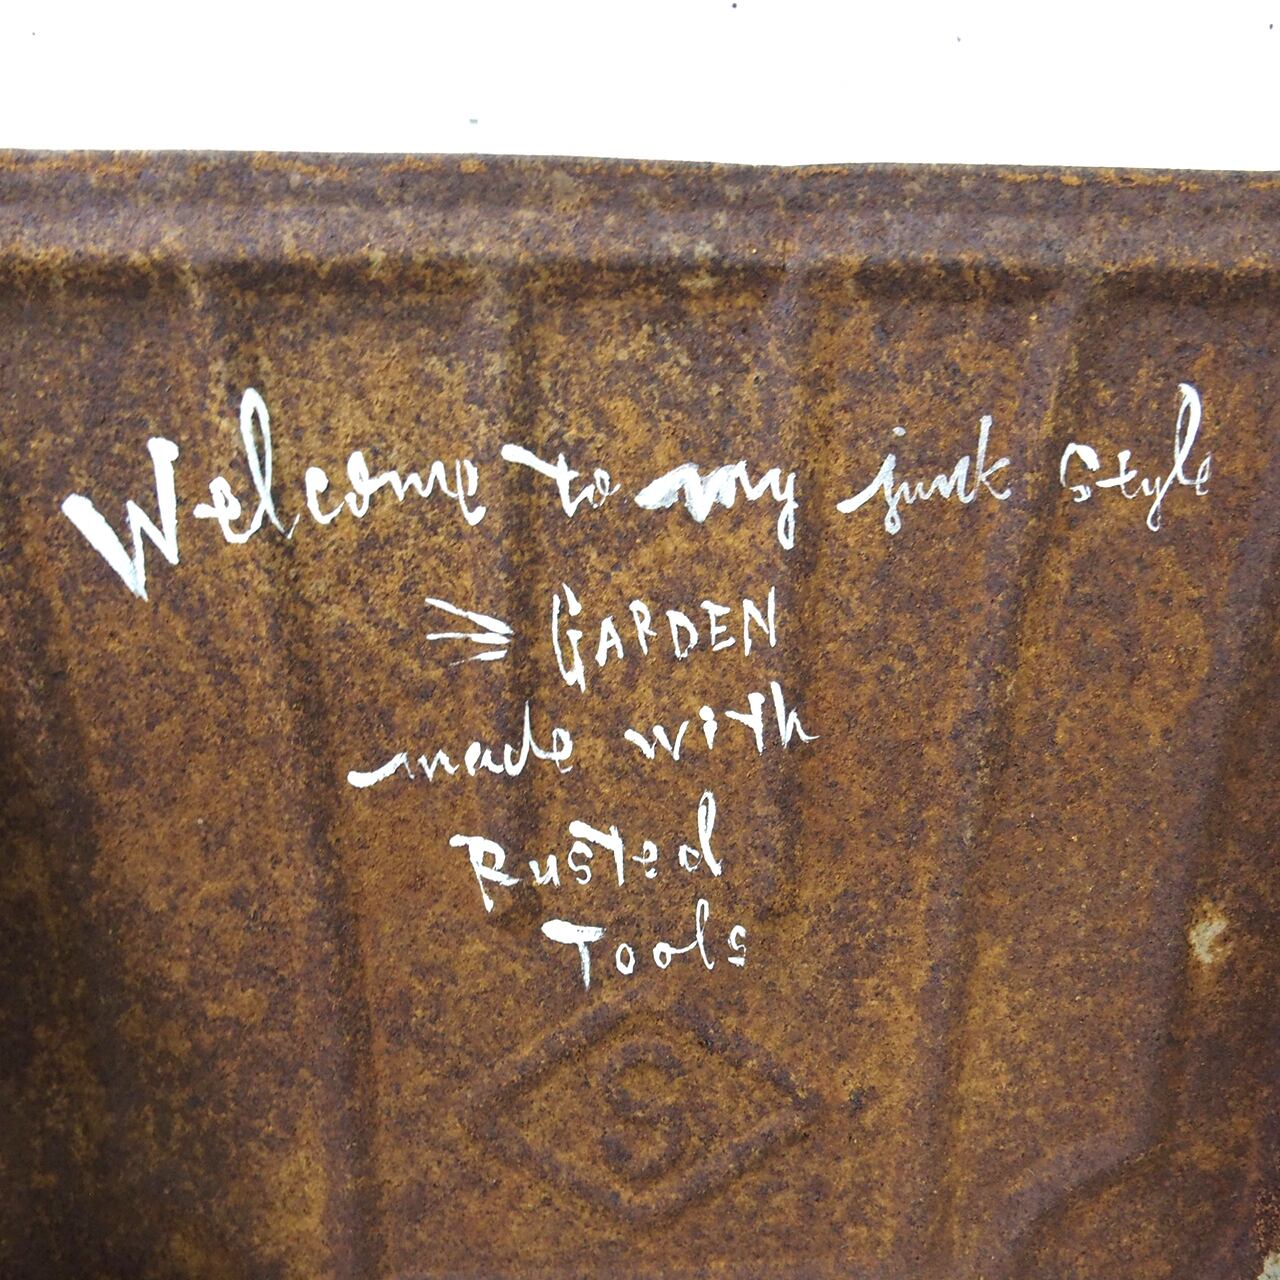 Welcome to my junk style
GARDEN
made with
Rusted
Tools
S